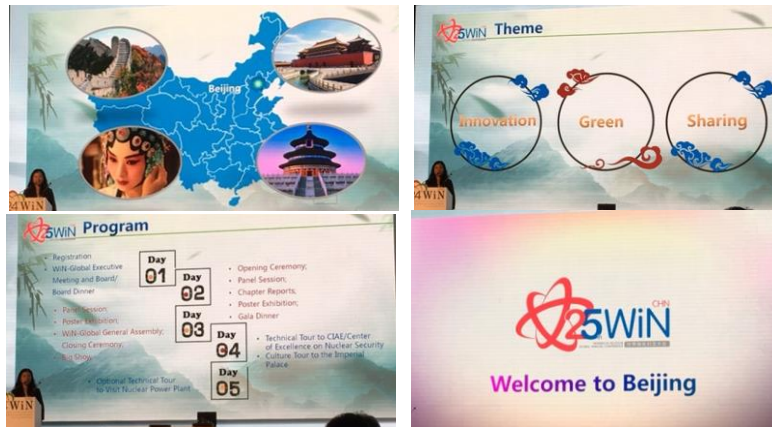 Beijing
4 WiN
25WiN Theme
Innovation
Green
Sharing
4WiN
25WiN Program
• Registration
• WiN-Global Executive
Meeting and Board/
Board Dinner
Day
01
Day
02
• Opening Ceremony;
• Panel Session;
• Chapter Reports;
• Poster Exhibition;
• Gala Dinner
• Panel Session;
• Poster Exhibition;
• WiN-Global General Assembly;
Closing Ceremony;
Big Show
Day
03
Day
04
• Technical Tour to CIAE/Center
of Excellence on Nuclear Security
• Culture Tour to the Imperial
Palace
• Optional Technical Tour
to Visit Nuclear Power Plant
Day
05
WiN
CHN
25WiN
Welcome to Beijing